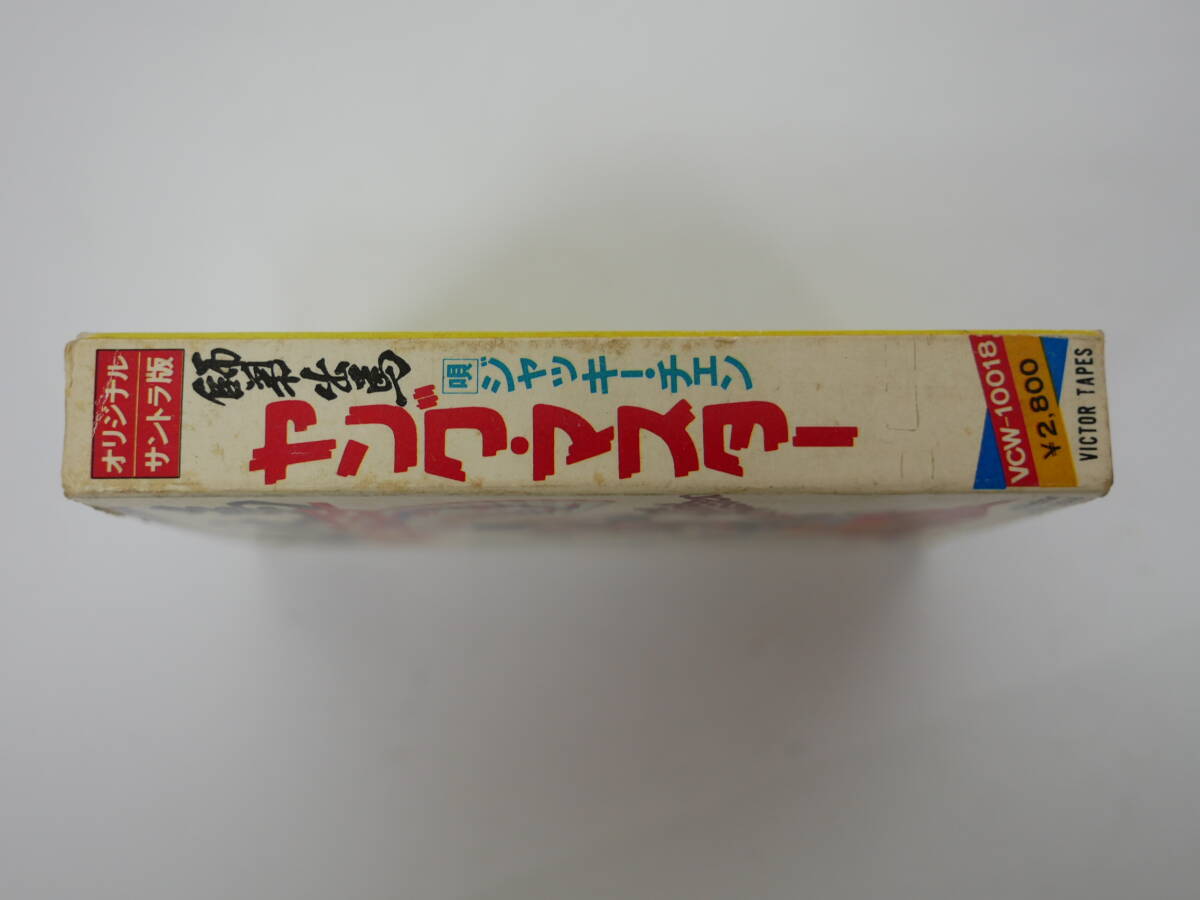 オリジナル
サントラ版
師弟出馬
ヤング・マスター
唄 ジャッキー・チェン
VCW-10018
¥2,800
VICTOR TAPES